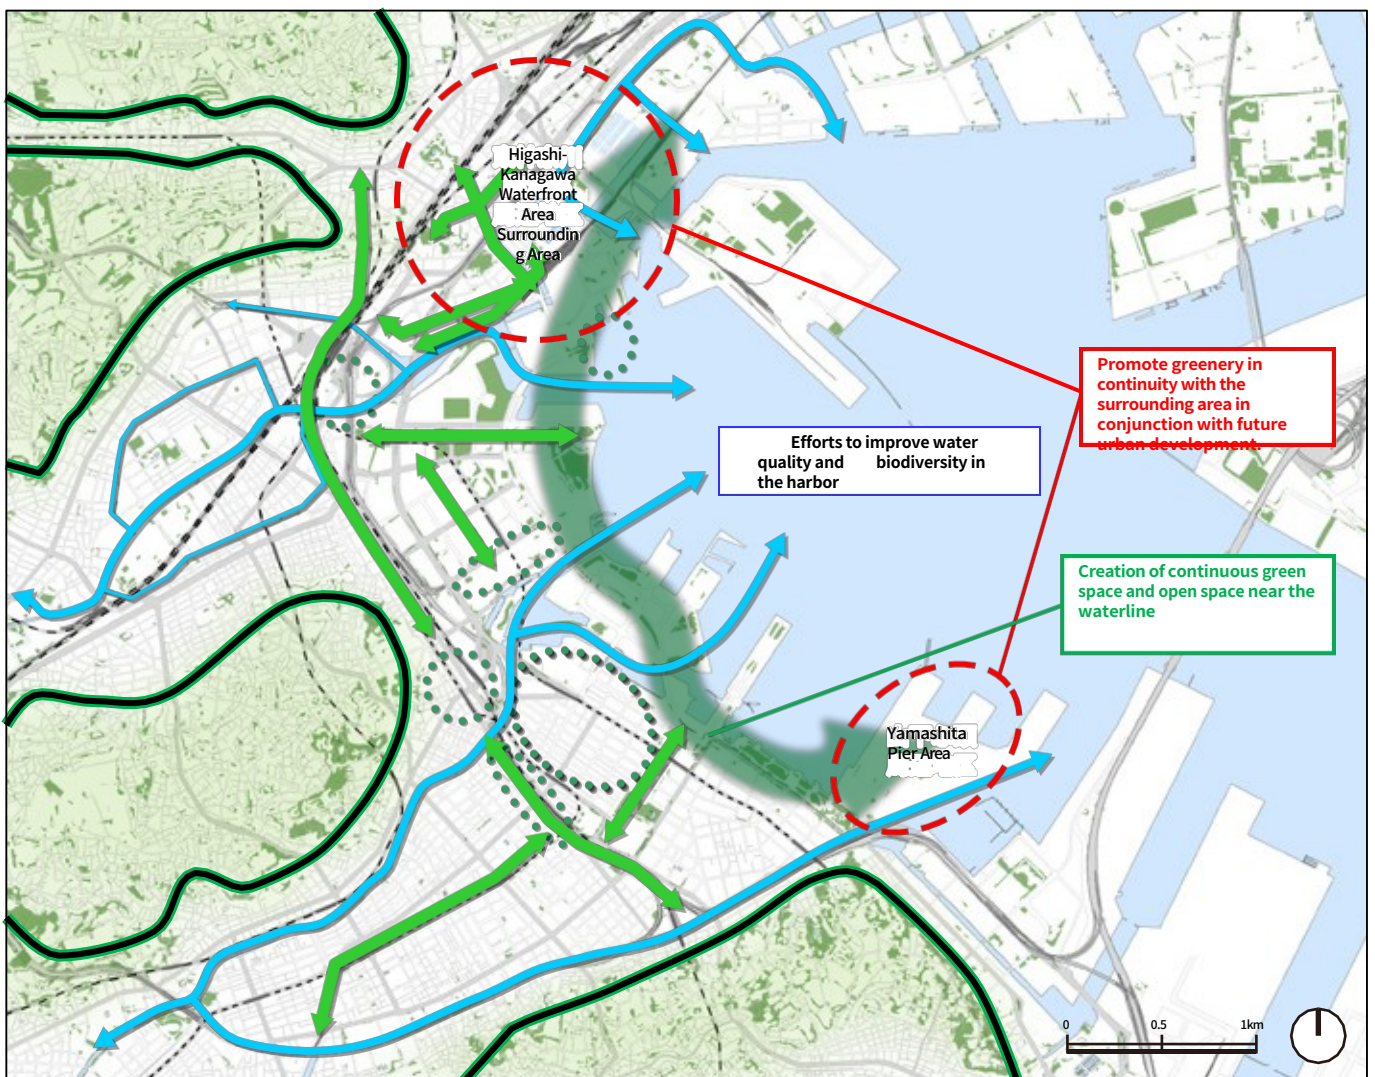 Higashi-
Kanagawa
Waterfront
Area
Surroundin
g Area
Promote greenery in
continuity with the
surrounding area in
conjunction with future
urban development.
Efforts to improve water
quality and biodiversity in
the harbor
Creation of continuous green
space and open space near the
waterline
Yamashita
Pier Area
0 0.5 1km